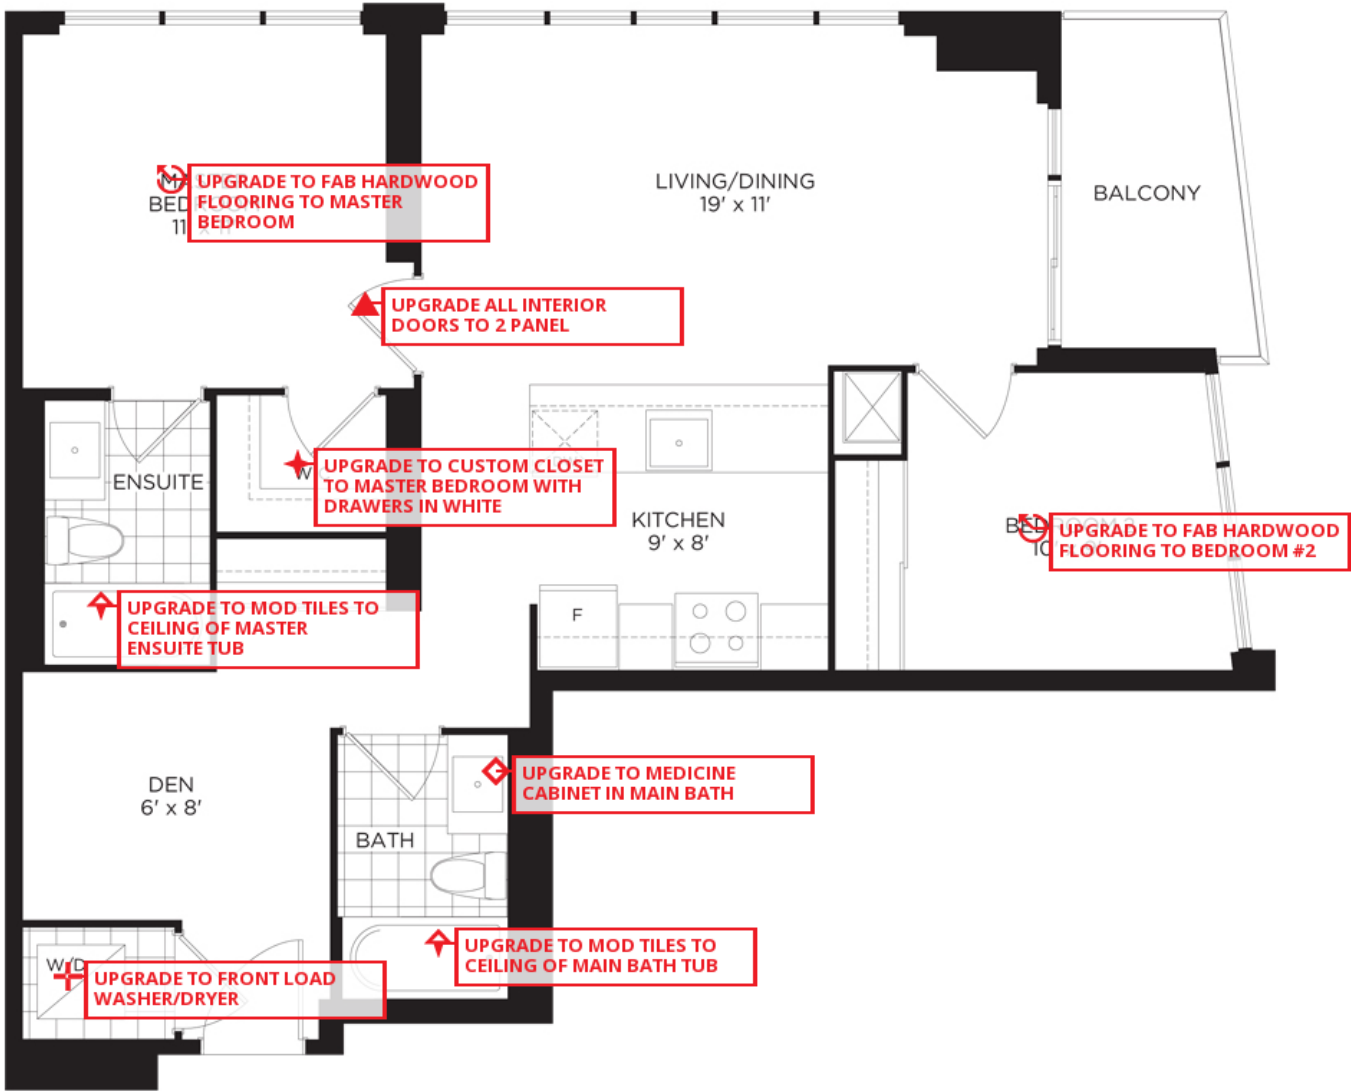 LIVING/DINING
19' x 11'
BALCONY
UPGRADE TO FAB HARDWOOD
FLOORING TO MASTER
BEDROOM
UPGRADE ALL INTERIOR
DOORS TO 2 PANEL
ENSUITE
UPGRADE TO CUSTOM CLOSET
TO MASTER BEDROOM WITH
DRAWERS IN WHITE
KITCHEN
9' x 8'
UPGRADE TO FAB HARDWOOD
FLOORING TO BEDROOM #2
F
UPGRADE TO MOD TILES TO
CEILING OF MASTER
ENSUITE TUB
DEN
6' x 8'
UPGRADE TO MEDICINE
CABINET IN MAIN BATH
BATH
UPGRADE TO MOD TILES TO
CEILING OF MAIN BATH TUB
W/D
UPGRADE TO FRONT LOAD
WASHER/DRYER